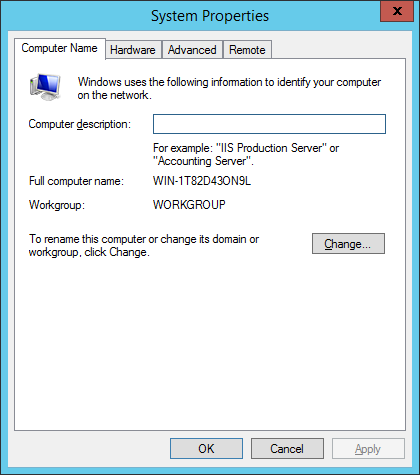 System Properties
Computer Name Hardware Advanced Remote
Windows uses the following information to identify your computer
on the network.
Computer description:
For example: "IIS Production Server" or
"Accounting Server".
Full computer name: WIN-1T82D43ON9L
Workgroup: WORKGROUP
To rename this computer or change its domain or
workgroup, click Change.
Change...
OK Cancel Apply